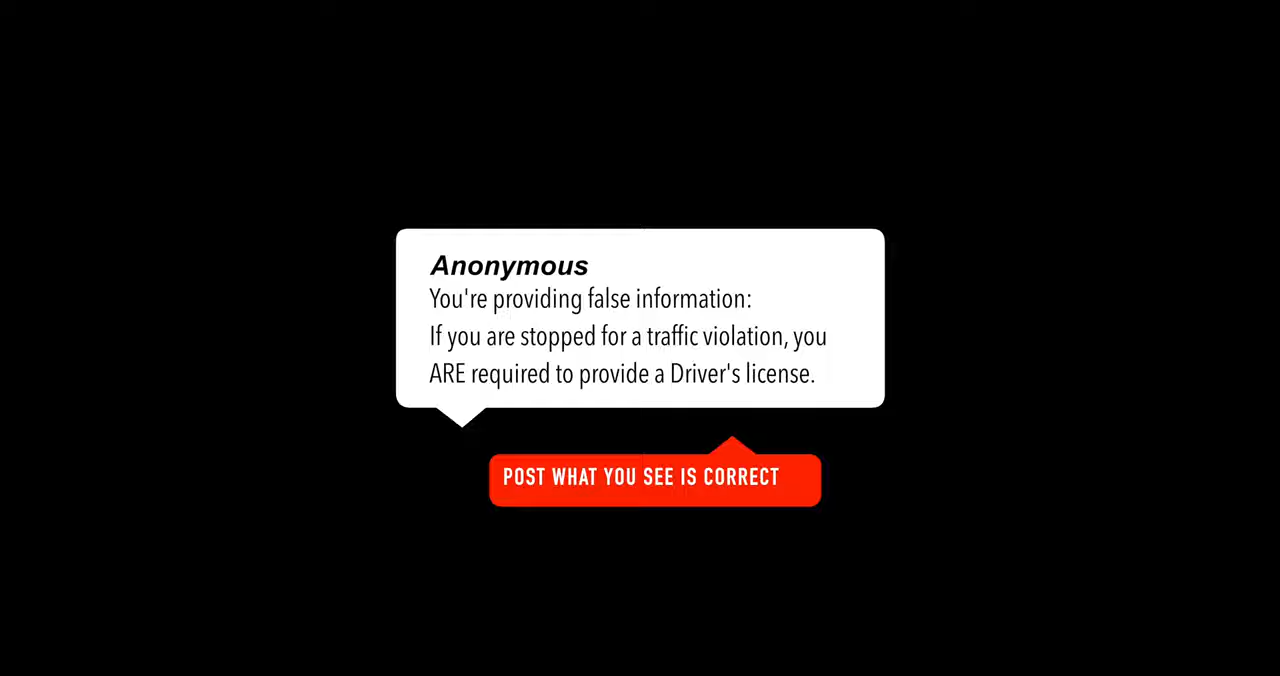 Anonymous
You're providing false information:
If you are stopped for a traffic violation, you
ARE required to provide a Driver's license.
POST WHAT YOU SEE IS CORRECT